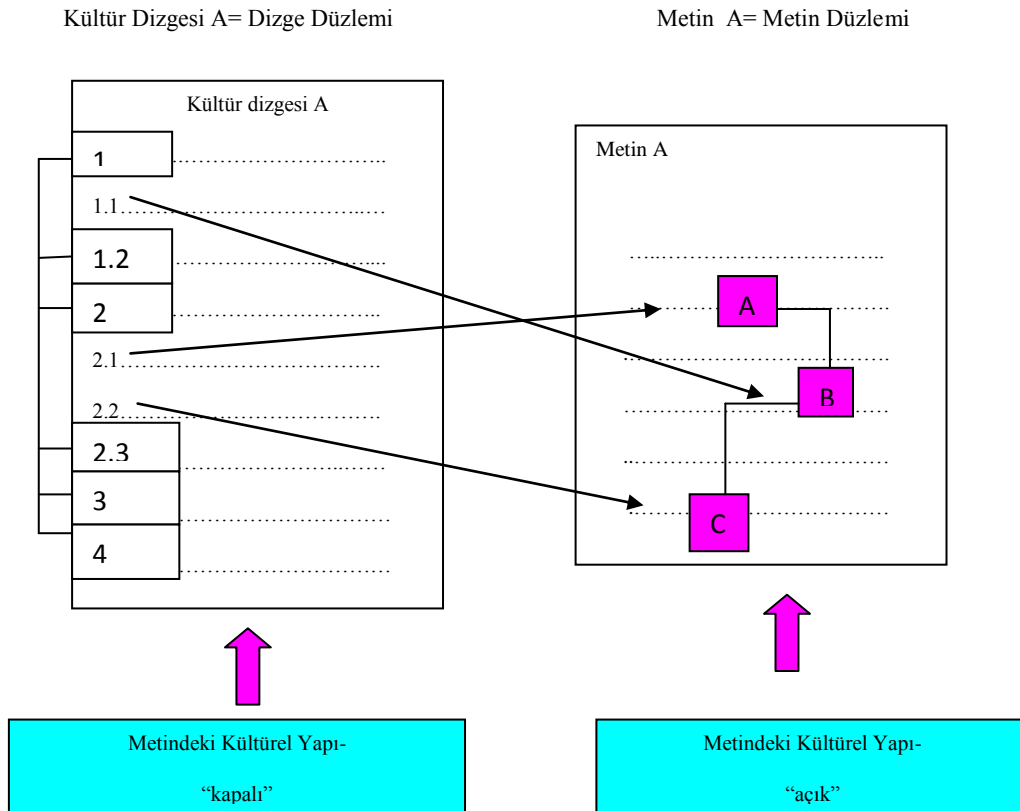 Kültür Dizgesi A= Dizge Düzlemi
Metin  A= Metin Düzlemi
Kültür dizgesi A
1
1.1
1.2
2
2.1
2.2
2.3
3
4
Metin A
A
B
C
Metindeki Kültürel Yapı-
“kapalı”
Metindeki Kültürel Yapı-
“açık”